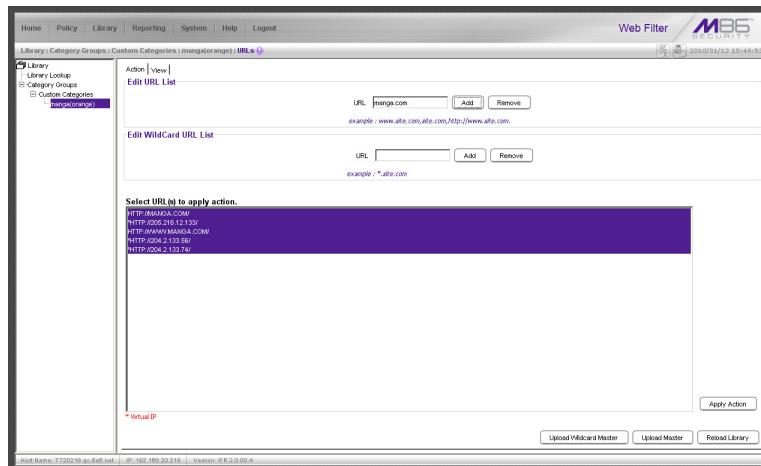 Home Policy Library Reporting System Help Logout
Web Filter
M86
SECURITY
Library : Category Groups : Custom Categories : manga(orange) : URLs
2010/01/12 15:48:5
Library
Library Lookup
Category Groups
Custom Categories
manga(orange)
Action View
Edit URL List
URL manga.com Add Remove
example : www.site.com,site.com,http://www.site.com.
Edit WildCard URL List
URL Add Remove
example : *.site.com
Select URL(s) to apply action.
HTTP://MANGA.COM/
*HTTP://205.216.12.133/
HTTP://WWW.MANGA.COM/
*HTTP://204.2.133.56/
*HTTP://204.2.133.74/
Apply Action
* Virtual IP
Upload Wildcard Master Upload Master Reload Library
Host Name: TT20218.qc.8e6.net IP: 192.168.20.218 Version: IFR 2.0.00.4